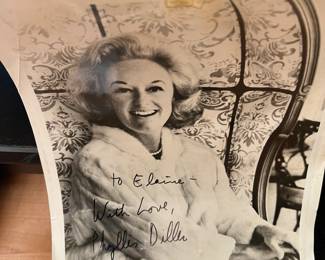 to Elaine -
With Love,
Phyllis Diller